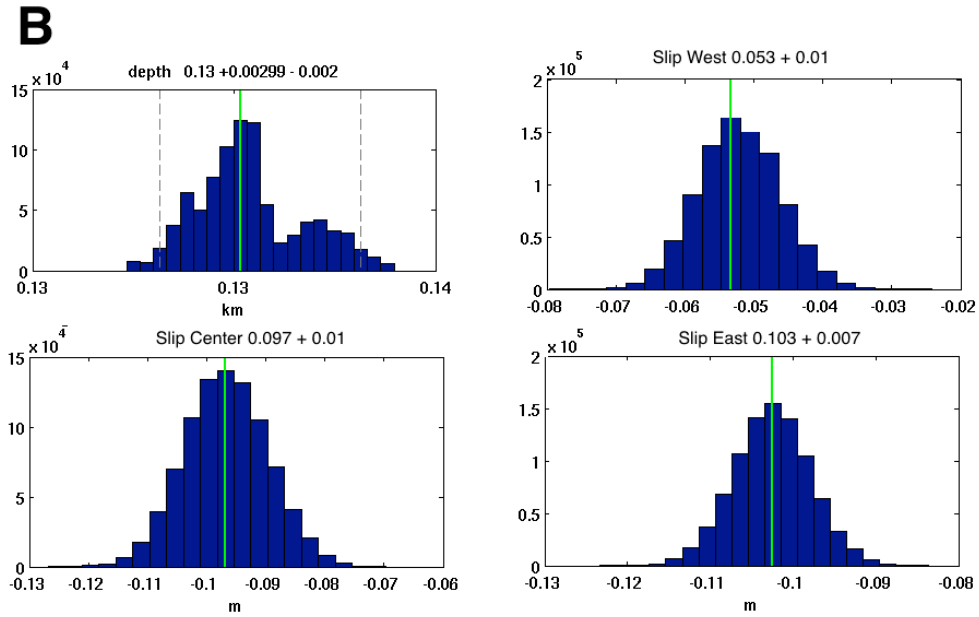 B
depth 0.13 +0.00299 - 0.002
x 10^4
15
10
5
0
0.13 0.13 0.14
km
Slip West 0.053 + 0.01
x 10^5
2
1.5
1
0.5
0
-0.08 -0.07 -0.06 -0.05 -0.04 -0.03 -0.02
Slip Center 0.097 + 0.01
x 10^4
15
10
5
0
-0.13 -0.11 -0.1 -0.09 -0.08 -0.06
m
Slip East 0.103 + 0.007
x 10^5
2
1.5
1
0.5
0
-0.13 -0.12 -0.11 -0.1 -0.09 -0.08
m